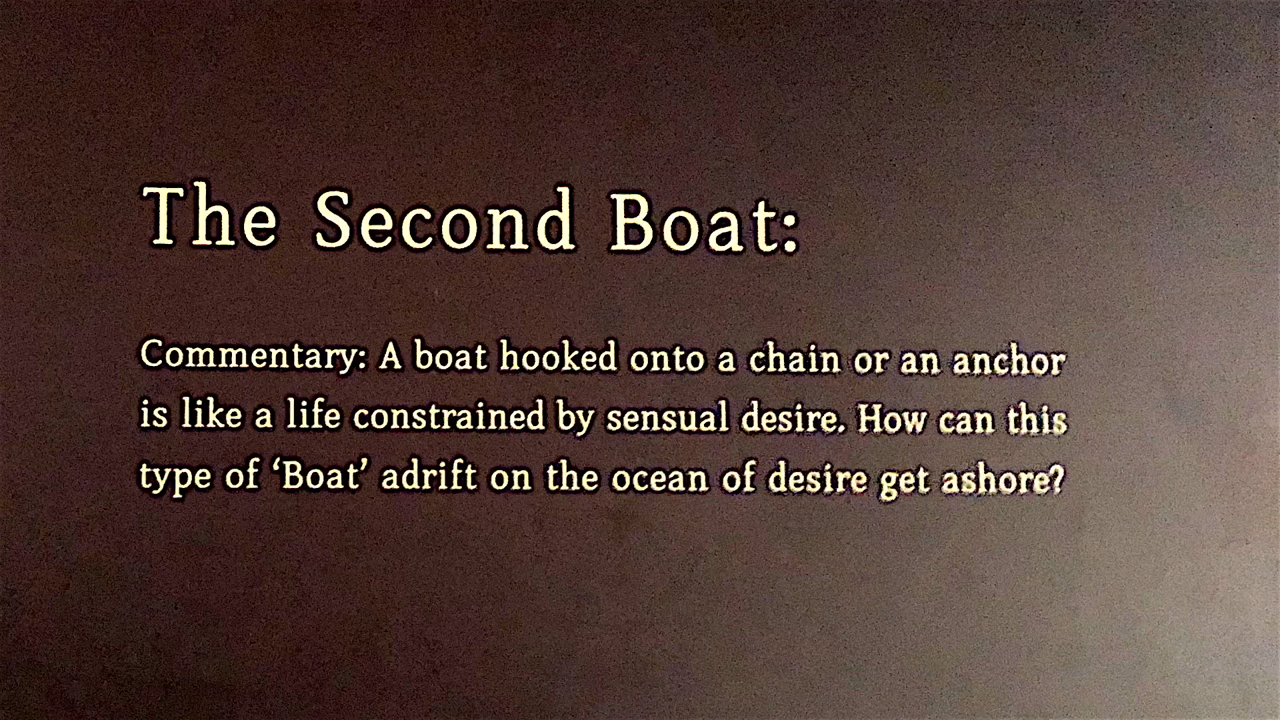 The Second Boat:
Commentary: A boat hooked onto a chain or an anchor
is like a life constrained by sensual desire. How can this
type of ‘Boat’ adrift on the ocean of desire get ashore?